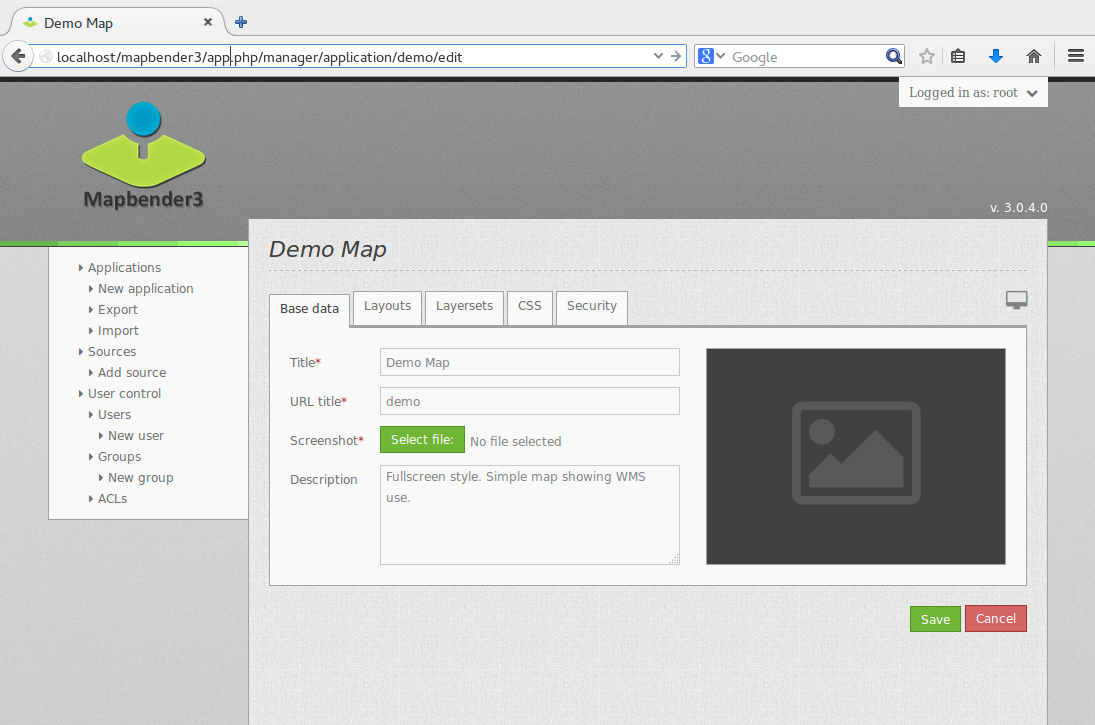 Demo Map
localhost/mapbender3/app.php/manager/application/demo/edit
Google
Logged in as: root
Mapbender3
v. 3.0.4.0
Applications
New application
Export
Import
Sources
Add source
User control
Users
New user
Groups
New group
ACLs
Demo Map
Base data Layouts Layersets CSS Security
Title* Demo Map
URL title* demo
Screenshot* Select file: No file selected
Description Fullscreen style. Simple map showing WMS
use.
Save Cancel